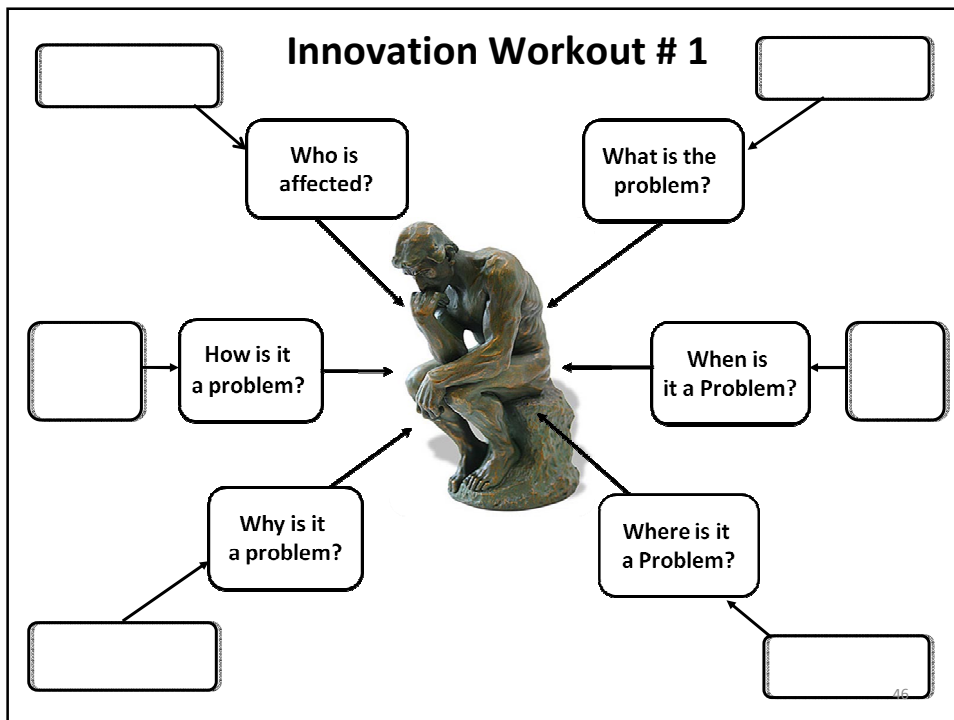 Innovation Workout # 1
Who is
affected?
What is the
problem?
How is it
a problem?
When is
it a Problem?
Why is it
a problem?
Where is it
a Problem?
46